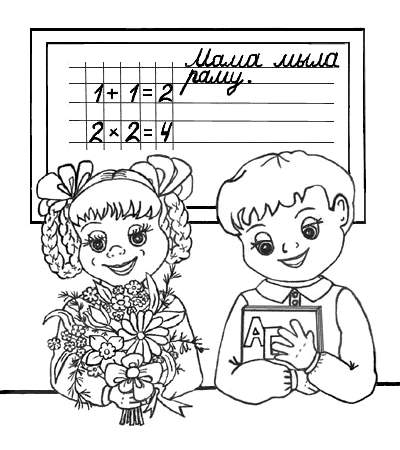 Мама мыла
раму.
1 + 1 = 2
2 × 2 = 4
А